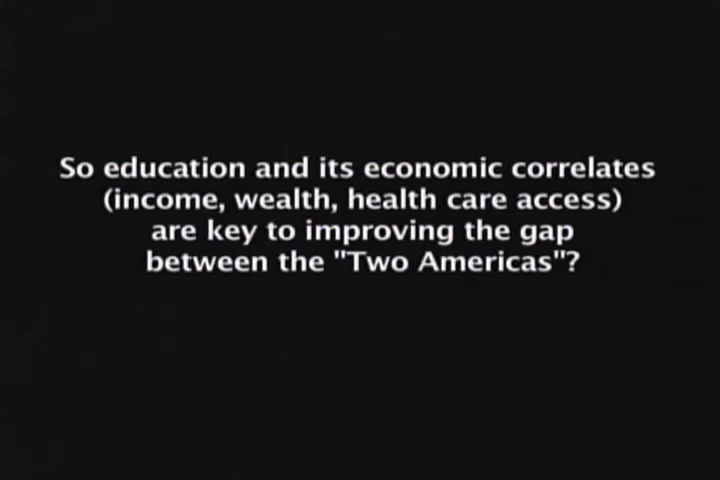 So education and its economic correlates
(income, wealth, health care access)
are key to improving the gap
between the "Two Americas"?